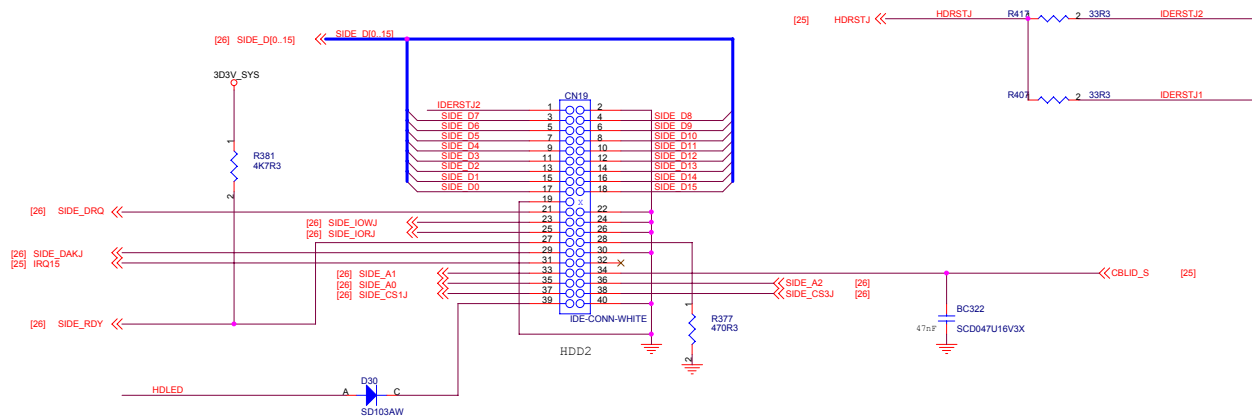 [25] HDRSTJ HDRSTJ R417 2 33R3 IDERSTJ2
[26] SIDE_D[0..15] SIDE_D[0..15]
3D3V_SYS
R407 2 33R3 IDERSTJ1
CN19
IDERSTJ2 1 2
SIDE_D7 3 4 SIDE_D8
SIDE_D6 5 6 SIDE_D9
SIDE_D5 7 8 SIDE_D10
SIDE_D4 9 10 SIDE_D11
SIDE_D3 11 12 SIDE_D12
SIDE_D2 13 14 SIDE_D13
SIDE_D1 15 16 SIDE_D14
SIDE_D0 17 18 SIDE_D15
1
R381
4K7R3
2
19 x
[26] SIDE_DRQ 21 22
[26] SIDE_IOWJ 23 24
[26] SIDE_IORJ 25 26
27 28
[26] SIDE_DAKJ 29 30
[25] IRQ15 31 32
[26] SIDE_A1 33 34 CBLID_S [25]
[26] SIDE_A0 35 36 SIDE_A2 [26]
[26] SIDE_CS1J 37 38 SIDE_CS3J [26]
39 40
IDE-CONN-WHITE
1
R377
470R3
2
BC322
47nF
SCD047U16V3X
[26] SIDE_RDY
HDD2
HDLED A D30 C
SD103AW